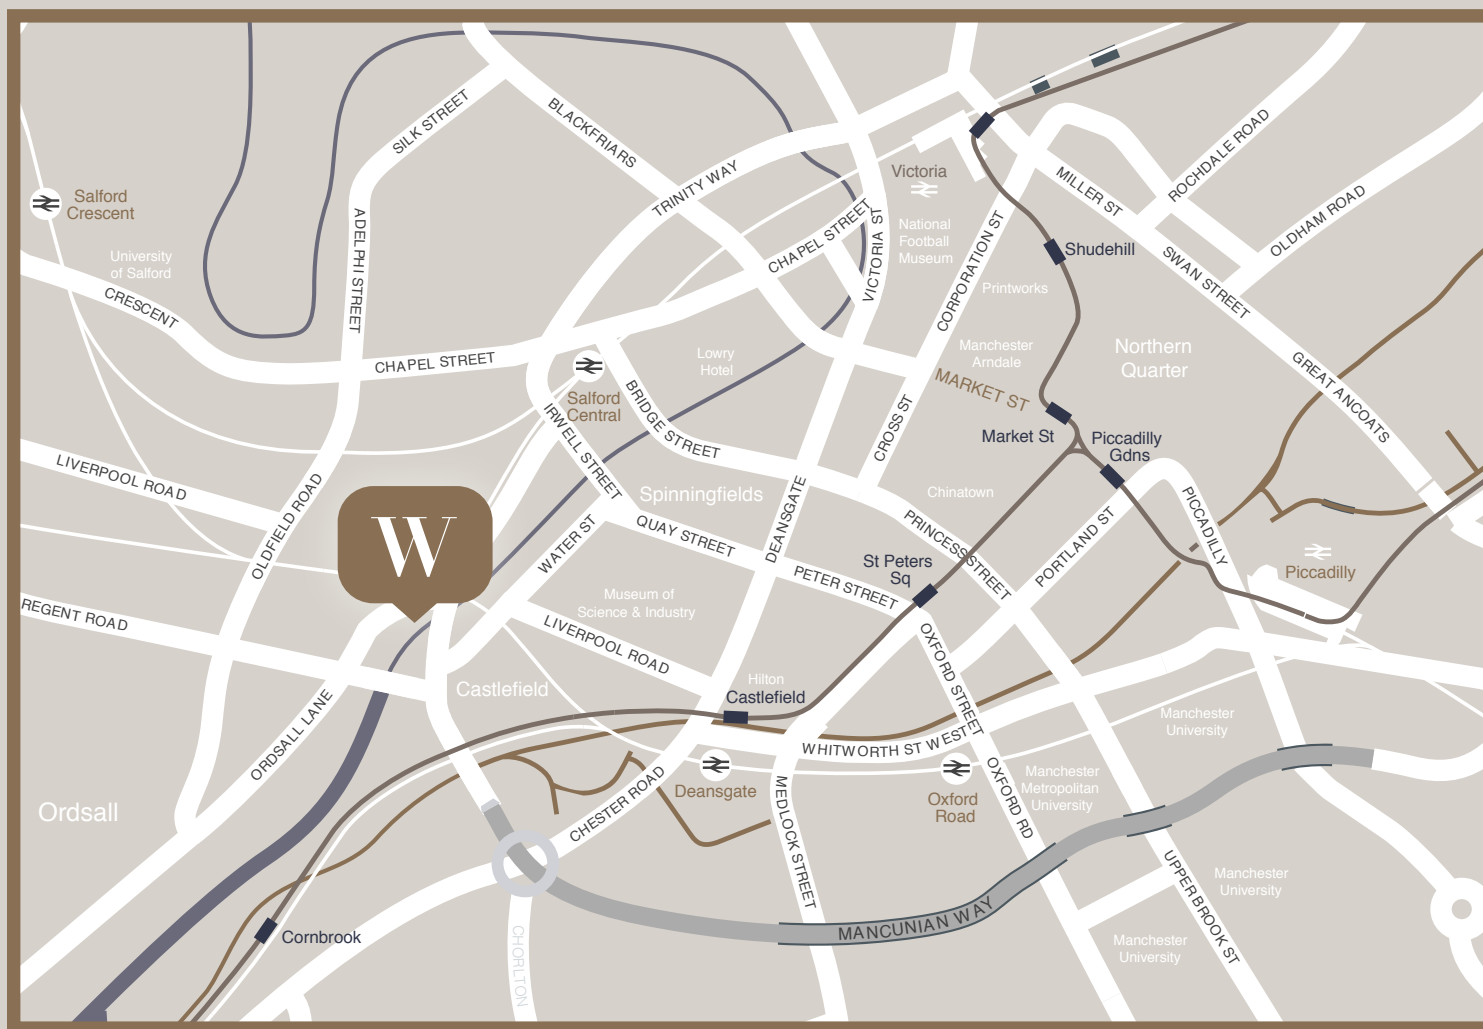 SILK STREET
BLACKFRIARS
TRINITY WAY
Victoria
MILLER ST
ROCHDALE ROAD
OLDHAM ROAD
Salford
Crescent
ADELPHI STREET
CHAPEL STREET
VICTORIA ST
National
Football
Museum
CORPORATION ST
Shudehill
SWAN STREET
University
of Salford
CRESCENT
Printworks
CHAPEL STREET
Lowry
Hotel
Manchester
Arndale
Northern
Quarter
GREAT ANCOATS
MARKET ST
Salford
Central
BRIDGE STREET
IRWELL STREET
CROSS ST
Market St
Piccadilly
Gdns
LIVERPOOL ROAD
OLDFIELD ROAD
W
Spinningfields
Chinatown
PICCADILLY
QUAY STREET
WATER ST
DEANSGATE
PRINCESS STREET
PORTLAND ST
St Peters
Sq
PETER STREET
Piccadilly
REGENT ROAD
Museum of
Science & Industry
LIVERPOOL ROAD
OXFORD STREET
Castlefield
Hilton
Castlefield
ORDSALL LANE
WHITWORTH ST WEST
Manchester
University
Ordsall
CHESTER ROAD
Deansgate
MEDLOCK STREET
Oxford
Road
OXFORD RD
Manchester
Metropolitan
University
UPPER BROOK ST
Manchester
University
MANCUNIAN WAY
Cornbrook
CHORLTON
Manchester
University